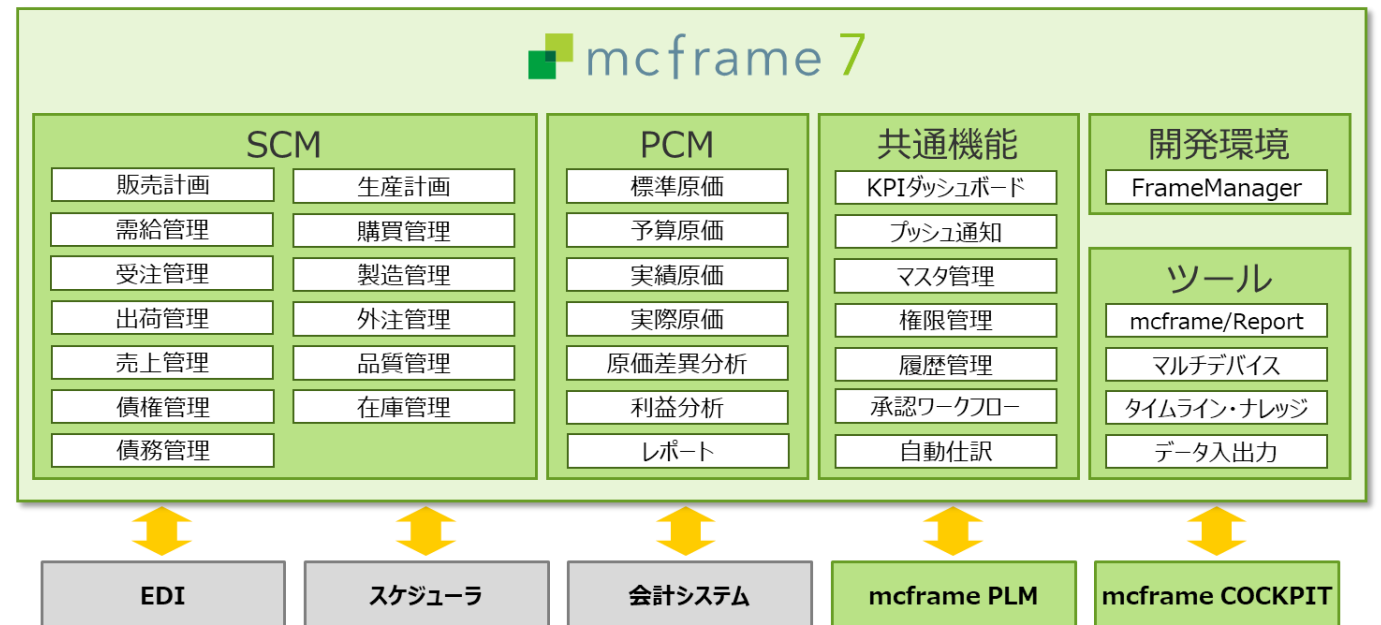 mcframe 7
SCM
販売計画
需給管理
受注管理
出荷管理
売上管理
債権管理
債務管理
生産計画
購買管理
製造管理
外注管理
品質管理
在庫管理
PCM
標準原価
予算原価
実績原価
実際原価
原価差異分析
利益分析
レポート
共通機能
KPIダッシュボード
プッシュ通知
マスタ管理
権限管理
履歴管理
承認ワークフロー
自動仕訳
開発環境
FrameManager
ツール
mcframe/Report
マルチデバイス
タイムライン・ナレッジ
データ入出力
EDI
スケジューラ
会計システム
mcframe PLM
mcframe COCKPIT